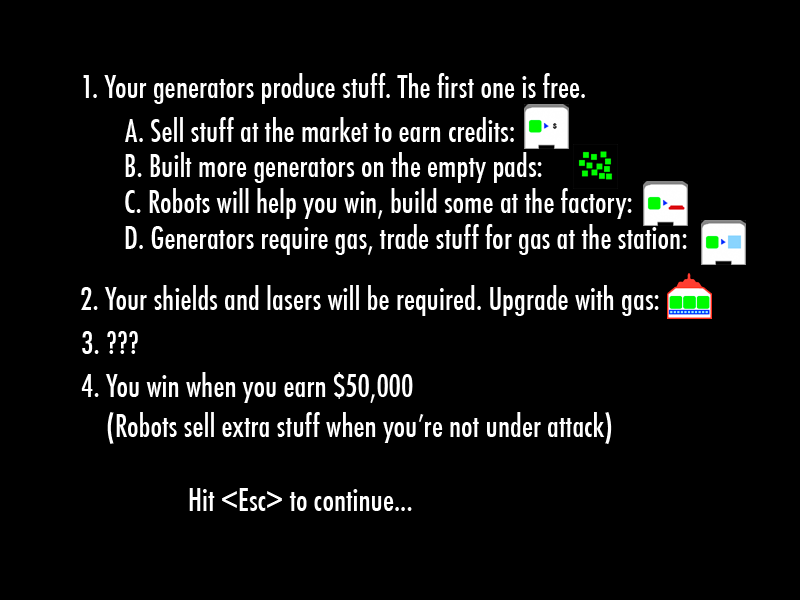 1. Your generators produce stuff. The first one is free.
A. Sell stuff at the market to earn credits:
$
B. Built more generators on the empty pads:
C. Robots will help you win, build some at the factory:
D. Generators require gas, trade stuff for gas at the station:
2. Your shields and lasers will be required. Upgrade with gas:
3. ???
4. You win when you earn $50,000
(Robots sell extra stuff when you’re not under attack)
Hit <Esc> to continue...